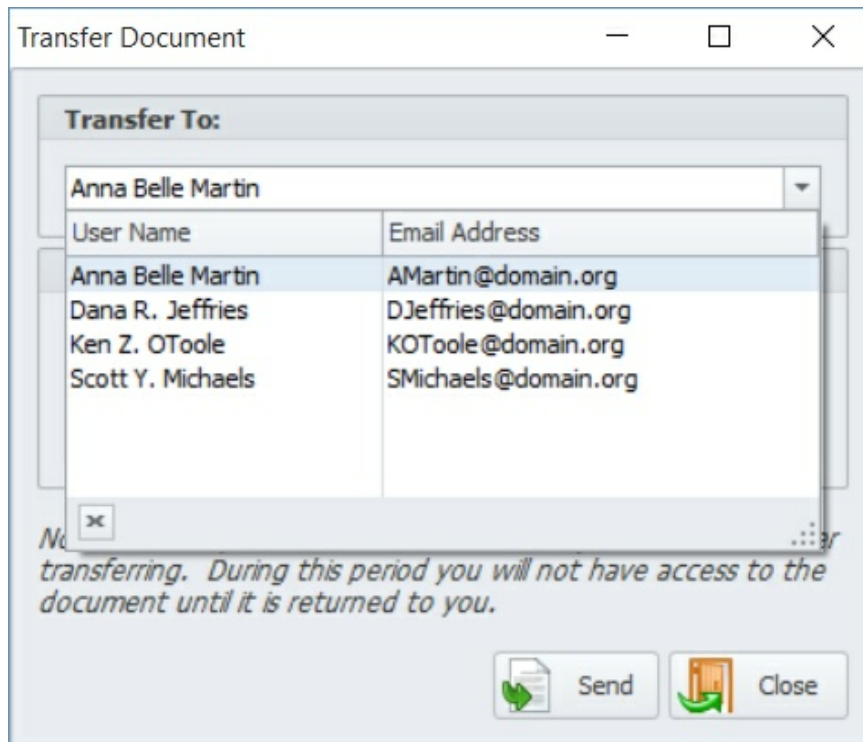 Transfer Document
Transfer To:
Anna Belle Martin
User Name Email Address
Anna Belle Martin AMartin@domain.org
Dana R. Jeffries DJeffries@domain.org
Ken Z. OToole KOToole@domain.org
Scott Y. Michaels SMichaels@domain.org
transferring. During this period you will not have access to the
document until it is returned to you.
Send Close